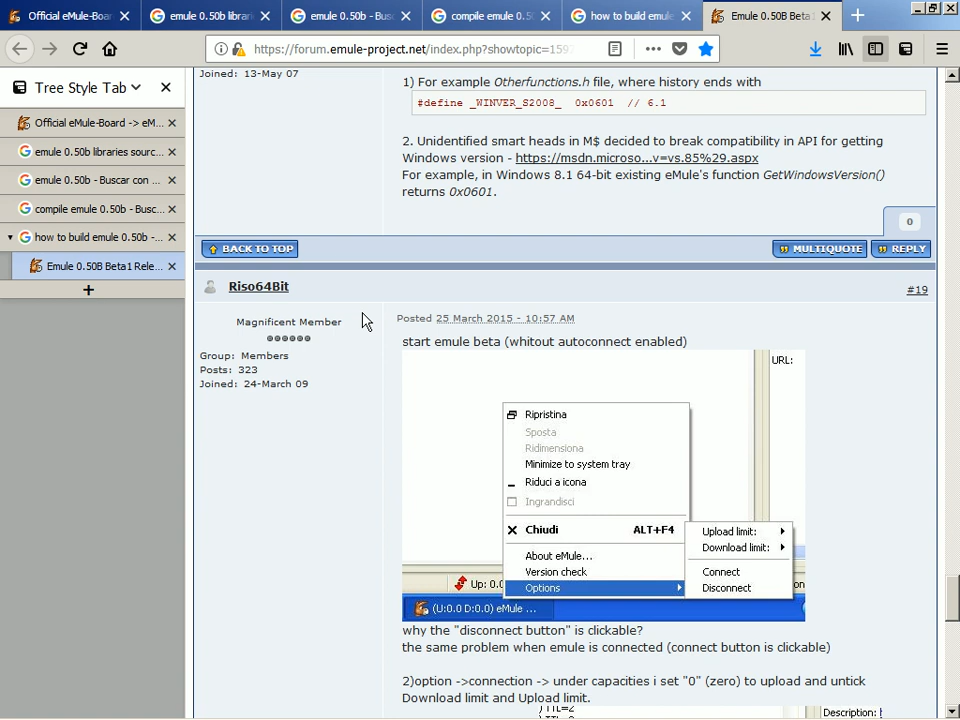 Official eMule-Board
emule 0.50b librari
emule 0.50b - Busc
compile emule 0.50
how to build emule
Emule 0.50B Beta1
https://forum.emule-project.net/index.php?showtopic=159
Tree Style Tab
Official eMule-Board -> eM...
emule 0.50b libraries sourc...
emule 0.50b - Buscar con ...
compile emule 0.50b - Busc...
how to build emule 0.50b -...
Emule 0.50B Beta1 Rele...
Joined: 13-May 07
1) For example Otherfunctions.h file, where history ends with
#define _WINVER_S2008_ 0x0601 // 6.1
2. Unidentified smart heads in M$ decided to break compatibility in API for getting
Windows version - https://msdn.microso...v=vs.85%29.aspx
For example, in Windows 8.1 64-bit existing eMule's function GetWindowsVersion()
returns 0x0601.
0
BACK TO TOP
MULTIQUOTE
REPLY
Riso64Bit
#19
Magnificent Member
Group: Members
Posts: 323
Joined: 24-March 09
Posted 25 March 2015 - 10:57 AM
start emule beta (whitout autoconnect enabled)
URL:
Ripristina
Sposta
Ridimensiona
Minimize to system tray
Riduci a icona
Ingrandisci
Chiudi ALT+F4
About eMule...
Version check
Options
Upload limit:
Download limit:
Connect
Disconnect
Up: 0.0
(U:0.0 D:0.0) eMule ...
why the "disconnect button" is clickable?
the same problem when emule is connected (connect button is clickable)
2)option ->connection -> under capacities i set "0" (zero) to upload and untick
Download limit and Upload limit.
Description: